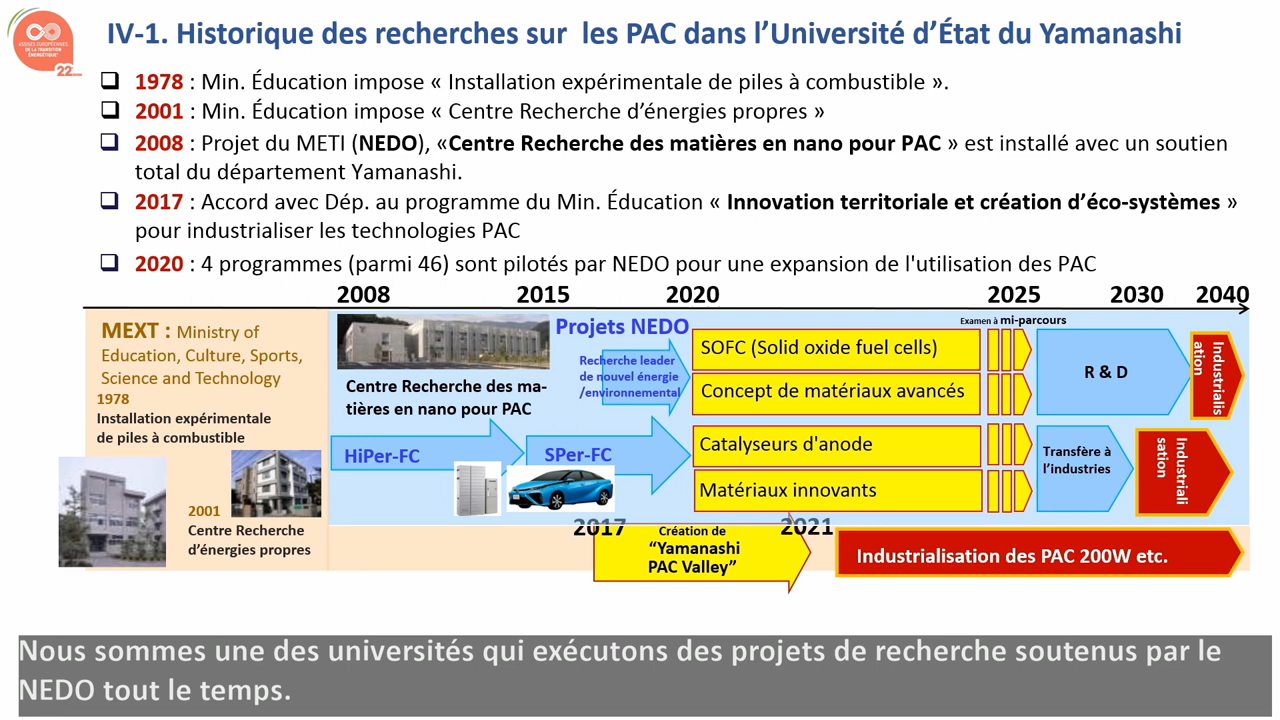 ASSISES EUROPÉENNES
DE LA TRANSITION
ÉNERGÉTIQUE
22
IV-1. Historique des recherches sur les PAC dans l'Université d'État du Yamanashi
1978 : Min. Éducation impose « Installation expérimentale de piles à combustible ».
2001 : Min. Éducation impose « Centre Recherche d'énergies propres »
2008 : Projet du METI (NEDO), «Centre Recherche des matières en nano pour PAC » est installé avec un soutien
total du département Yamanashi.
2017 : Accord avec Dép. au programme du Min. Éducation « Innovation territoriale et création d'éco-systèmes »
pour industrialiser les technologies PAC
2020 : 4 programmes (parmi 46) sont pilotés par NEDO pour une expansion de l'utilisation des PAC
2008 2015 2020 2025 2030 2040
MEXT : Ministry of
Education, Culture, Sports,
Science and Technology
1978
Installation expérimentale
de piles à combustible
2001
Centre Recherche
d'énergies propres
Centre Recherche des ma-
tières en nano pour PAC
HiPer-FC
SPer-FC
Projets NEDO
Recherche leader
de nouvel énergie
/environnemental
SOFC (Solid oxide fuel cells)
Concept de matériaux avancés
Catalyseurs d'anode
Matériaux innovants
Examen à mi-parcours
R & D
Industrialis
ation
Transfère à
l'industries
Industriali
sation
2017
2021
Création de
“Yamanashi
PAC Valley”
Industrialisation des PAC 200W etc.
Nous sommes une des universités qui exécutons des projets de recherche soutenus par le
NEDO tout le temps.